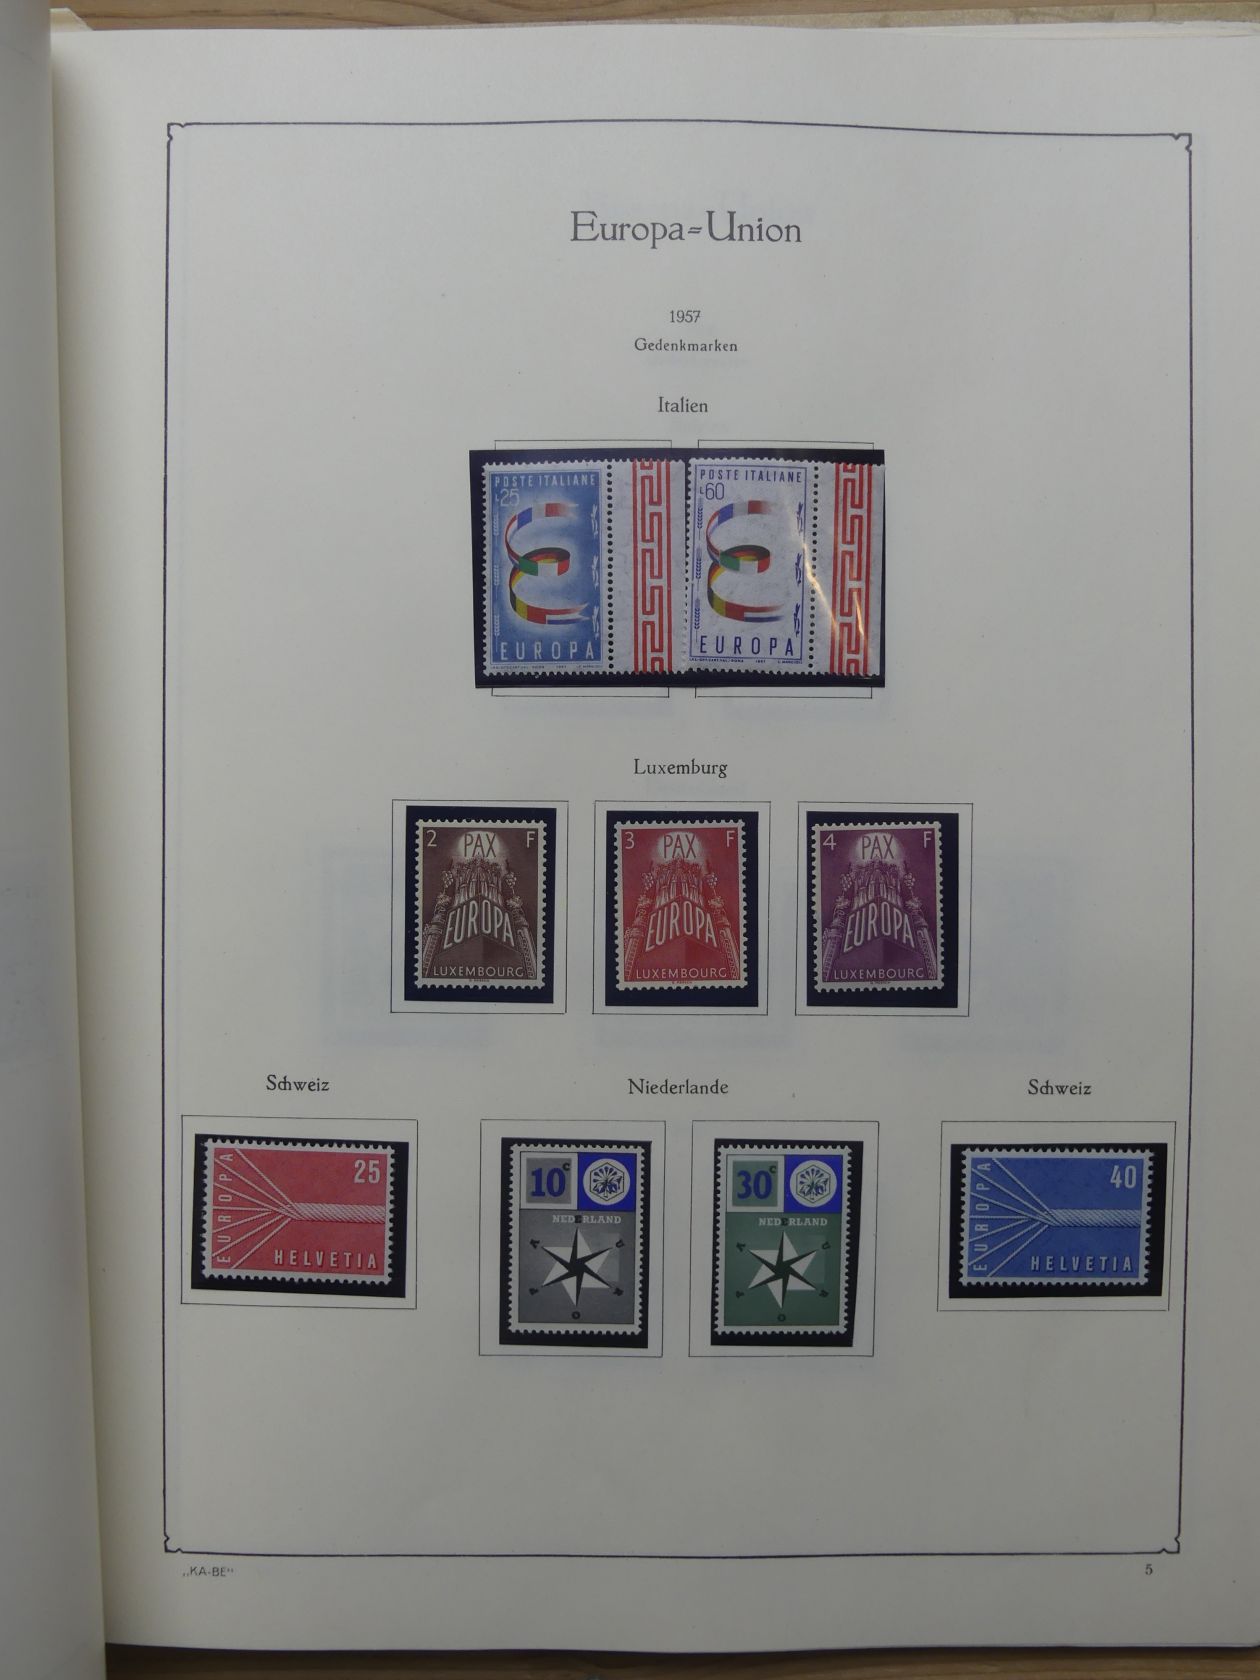 Europa=Union
1957
Gedenkmarken
Italien
POSTE ITALIANE
L25
EUROPA
POSTE ITALIANE
L60
EUROPA
Luxemburg
2 F
PAX
EUROPA
LUXEMBOURG
3 F
PAX
EUROPA
LUXEMBOURG
4 F
PAX
EUROPA
LUXEMBOURG
Schweiz
Niederlande
Schweiz
EUROPA
25
HELVETIA
10c
NEDERLAND
30c
NEDERLAND
EUROPA
40
HELVETIA
„KA-BE“
5